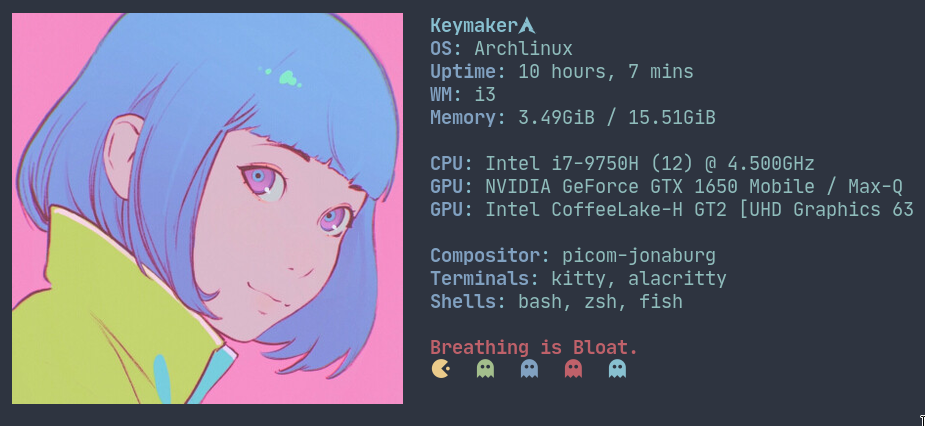 Keymaker
OS: Archlinux
Uptime: 10 hours, 7 mins
WM: i3
Memory: 3.49GiB / 15.51GiB
CPU: Intel i7-9750H (12) @ 4.500GHz
GPU: NVIDIA GeForce GTX 1650 Mobile / Max-Q
GPU: Intel CoffeeLake-H GT2 [UHD Graphics 63
Compositor: picom-jonaburg
Terminals: kitty, alacritty
Shells: bash, zsh, fish
Breathing is Bloat.